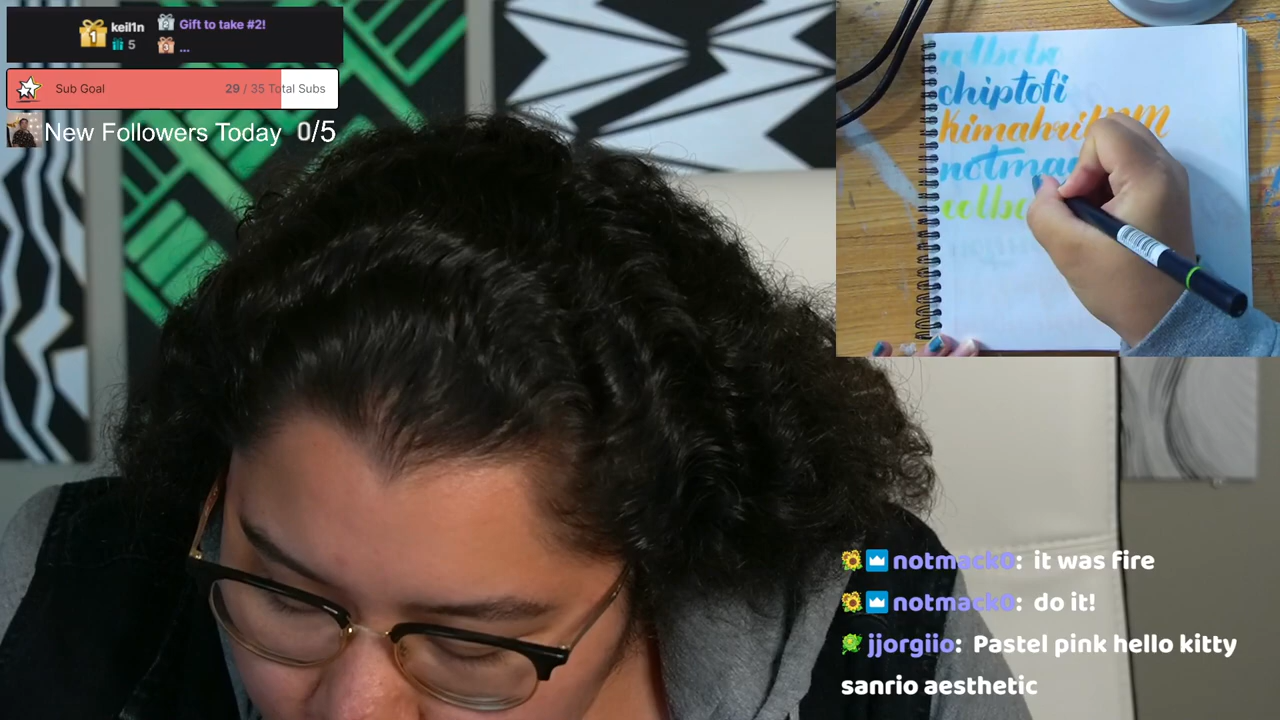 keil1n
5
Gift to take #2!
...
Sub Goal
29 / 35 Total Subs
New Followers Today 0/5
chiptofi
notmack0: it was fire
notmack0: do it!
jjorgiio: Pastel pink hello kitty
sanrio aesthetic